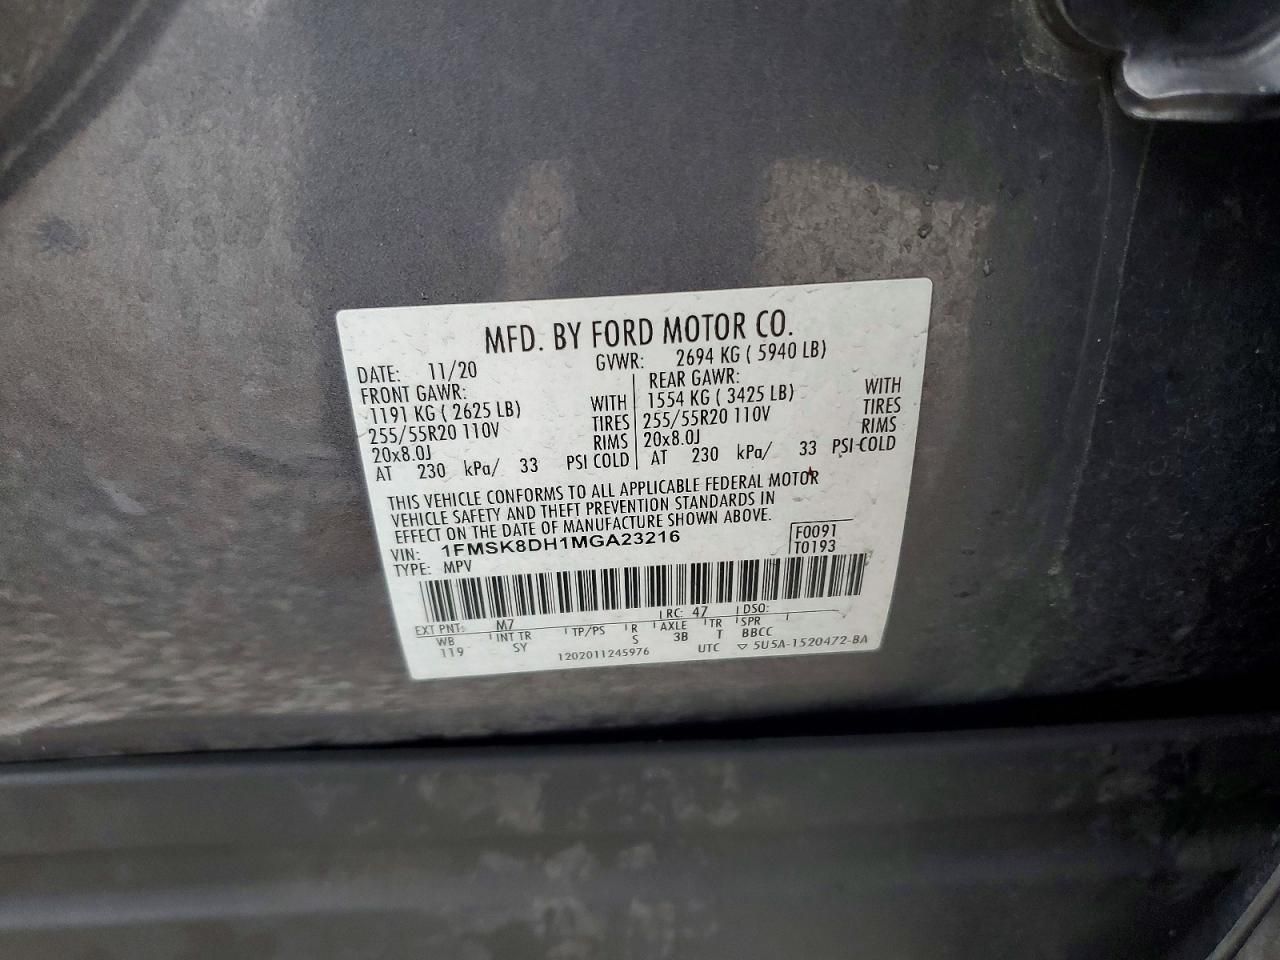 MFD. BY FORD MOTOR CO.
DATE: 11/20 GVWR: 2694 KG ( 5940 LB)
FRONT GAWR: REAR GAWR:
1191 KG ( 2625 LB) WITH 1554 KG ( 3425 LB) WITH
255/55R20 110V TIRES 255/55R20 110V TIRES
20x8.0J RIMS 20x8.0J RIMS
AT 230 kPa/ 33 PSI COLD AT 230 kPa/ 33 PSI COLD
THIS VEHICLE CONFORMS TO ALL APPLICABLE FEDERAL MOTOR
VEHICLE SAFETY AND THEFT PREVENTION STANDARDS IN
EFFECT ON THE DATE OF MANUFACTURE SHOWN ABOVE.
VIN: 1FMSK8DH1MGA23216 F0091
TYPE: MPV T0193
EXT PNT: M7 RC: 47 DSO:
WB INT TR TP/PS R AXLE TR SPR
119 SY S 3B T BBCC
1202011245976 UTC ▽ 5U5A-1520472-BA